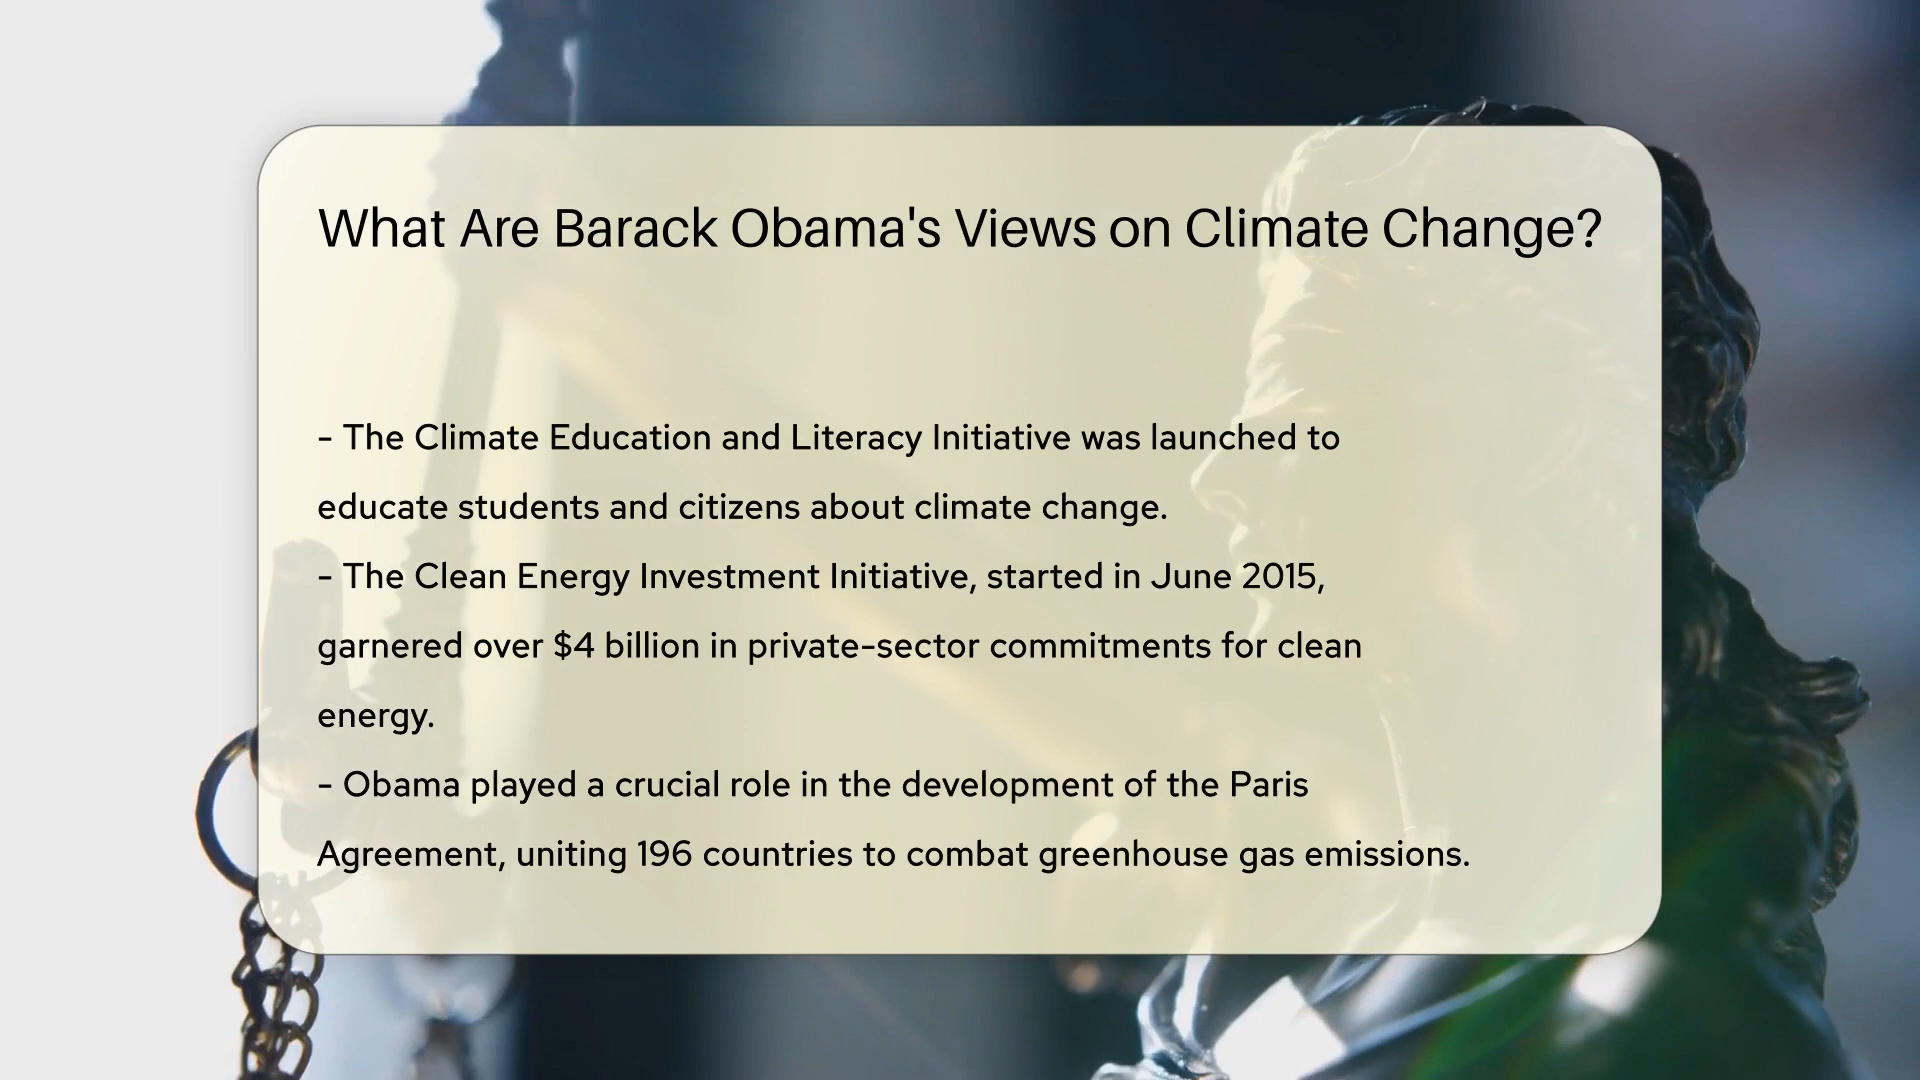 What Are Barack Obama's Views on Climate Change?
- The Climate Education and Literacy Initiative was launched to
educate students and citizens about climate change.
- The Clean Energy Investment Initiative, started in June 2015,
garnered over $4 billion in private-sector commitments for clean
energy.
- Obama played a crucial role in the development of the Paris
Agreement, uniting 196 countries to combat greenhouse gas emissions.